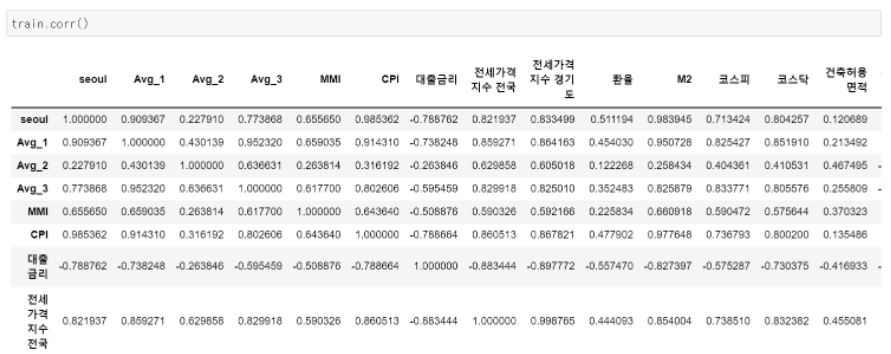 train.corr()
seoul Avg_1 Avg_2 Avg_3 MMI CPI 대출금리 전세가격지수 전국 전세가격지수 경기도 환율 M2 코스피 코스닥 건축허용면적
seoul 1.000000 0.909367 0.227910 0.773868 0.655650 0.985362 -0.788762 0.821937 0.833499 0.511194 0.983945 0.713424 0.804257 0.120689
Avg_1 0.909367 1.000000 0.430139 0.952320 0.659035 0.914310 -0.738248 0.859271 0.864163 0.454030 0.950728 0.825427 0.851910 0.213492
Avg_2 0.227910 0.430139 1.000000 0.636631 0.263814 0.316192 -0.263846 0.629858 0.605018 0.122268 0.258434 0.404361 0.410531 0.467495 -
Avg_3 0.773868 0.952320 0.636631 1.000000 0.617700 0.802606 -0.595459 0.829918 0.825010 0.352483 0.825879 0.833771 0.805576 0.255809 -
MMI 0.655650 0.659035 0.263814 0.617700 1.000000 0.643640 -0.508876 0.590326 0.592166 0.225834 0.660918 0.590472 0.575644 0.370323
CPI 0.985362 0.914310 0.316192 0.802606 0.643640 1.000000 -0.788664 0.860513 0.867821 0.477902 0.977648 0.736793 0.800200 0.135486
대출금리 -0.788762 -0.738248 -0.263846 -0.595459 -0.508876 -0.788664 1.000000 -0.883444 -0.897772 -0.557470 -0.827397 -0.575287 -0.730375 -0.416933 -
전세가격지수 전국 0.821937 0.859271 0.629858 0.829918 0.590326 0.860513 -0.883444 1.000000 0.998765 0.444093 0.854004 0.738510 0.832382 0.455081